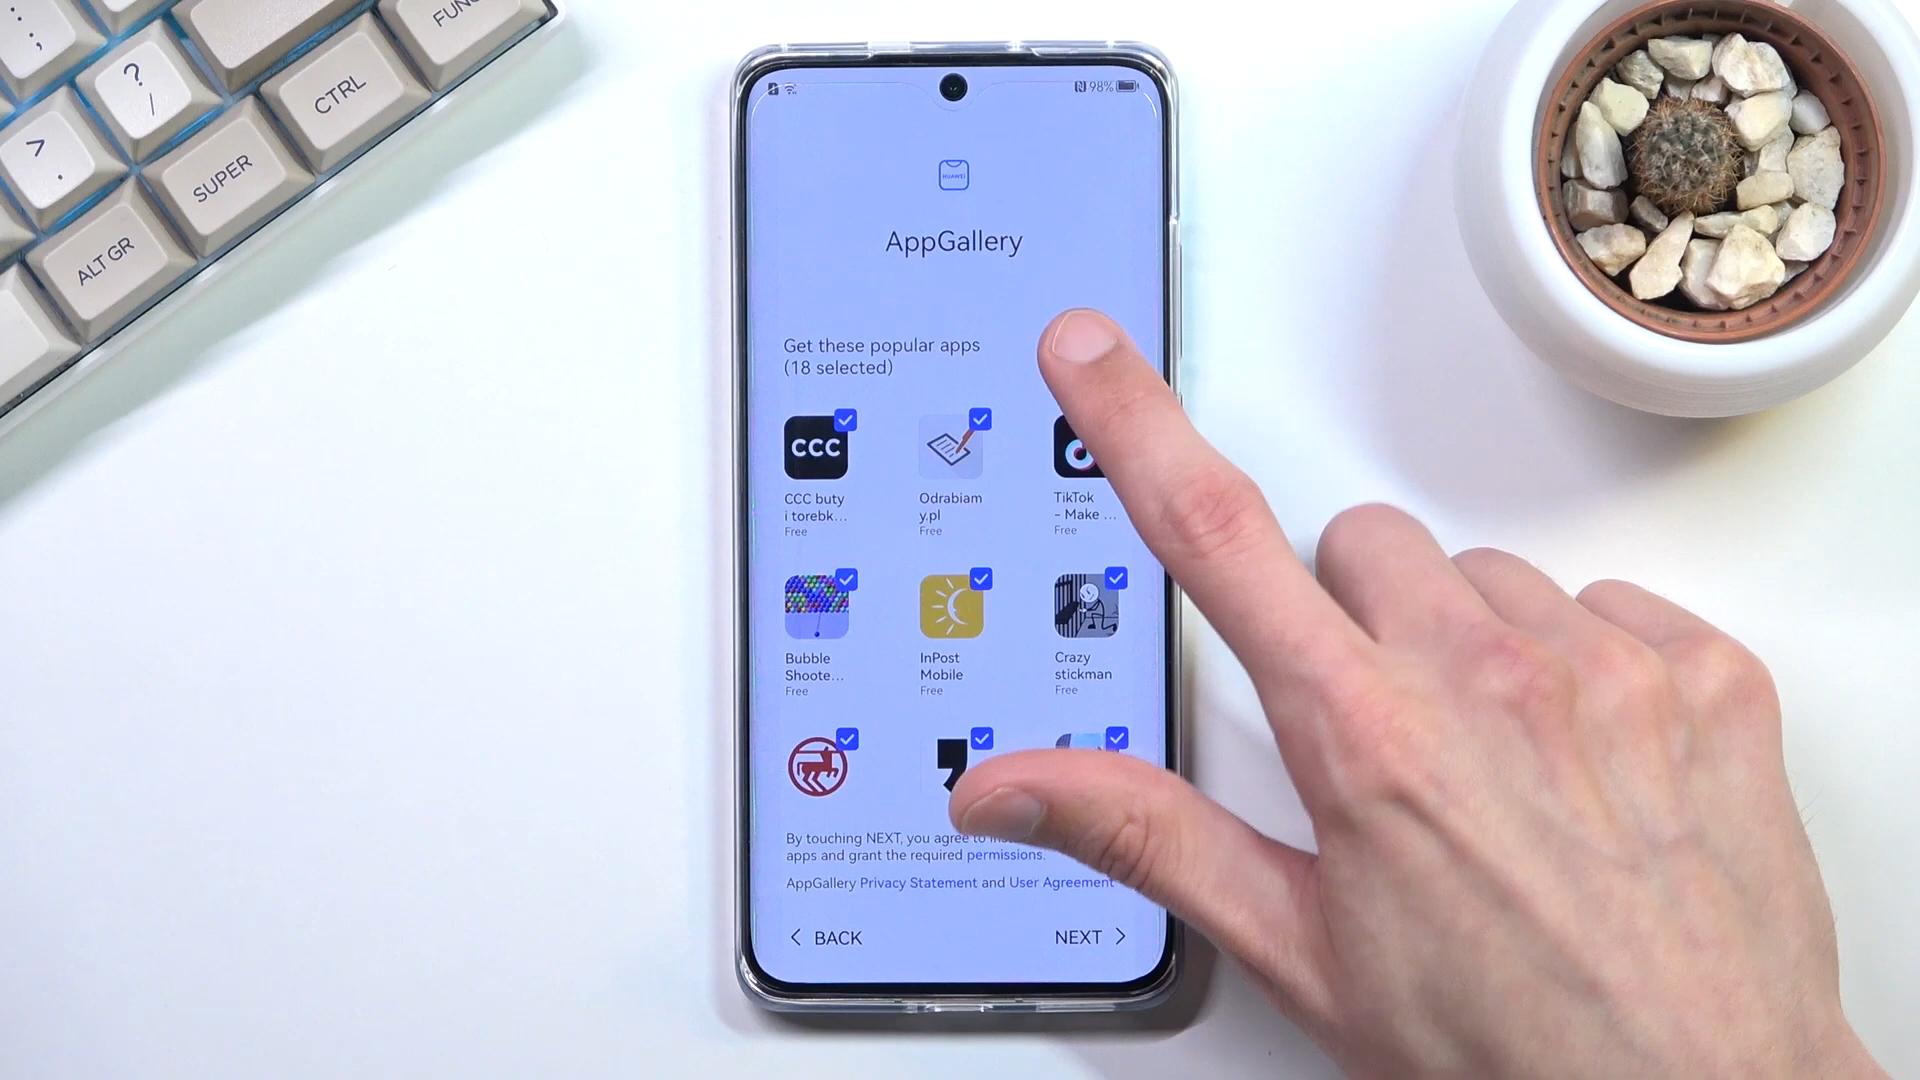 FUNC
;
,
?
/
CTRL
>
.
SUPER
ALT GR
98%
HUAWEI
AppGallery
Get these popular apps
(18 selected)
CCC
CCC buty
i torebk...
Free
Odrabiam
y.pl
Free
TikTok
- Make ...
Free
Bubble
Shoote...
Free
InPost
Mobile
Free
Crazy
stickman
Free
By touching NEXT, you agree to
apps and grant the required permissions.
AppGallery Privacy Statement and User Agreement
BACK
NEXT